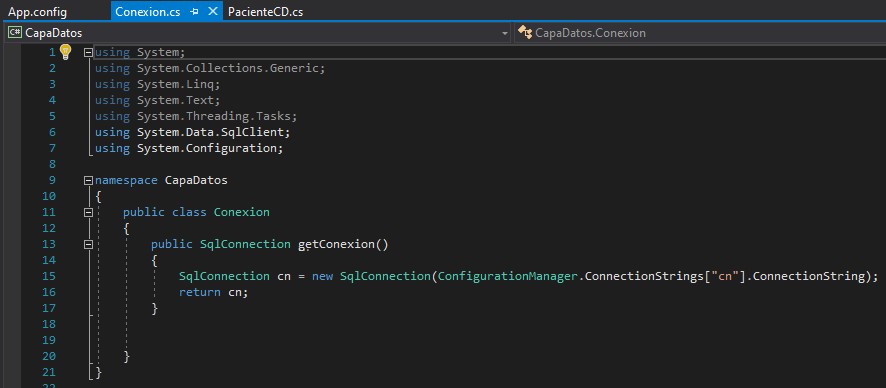 App.config Conexion.cs PacienteCD.cs
C# CapaDatos CapaDatos.Conexion
1 using System;
2 using System.Collections.Generic;
3 using System.Linq;
4 using System.Text;
5 using System.Threading.Tasks;
6 using System.Data.SqlClient;
7 using System.Configuration;
8
9 namespace CapaDatos
10 {
11 public class Conexion
12 {
13 public SqlConnection getConexion()
14 {
15 SqlConnection cn = new SqlConnection(ConfigurationManager.ConnectionStrings["cn"].ConnectionString);
16 return cn;
17 }
18
19
20 }
21 }
22